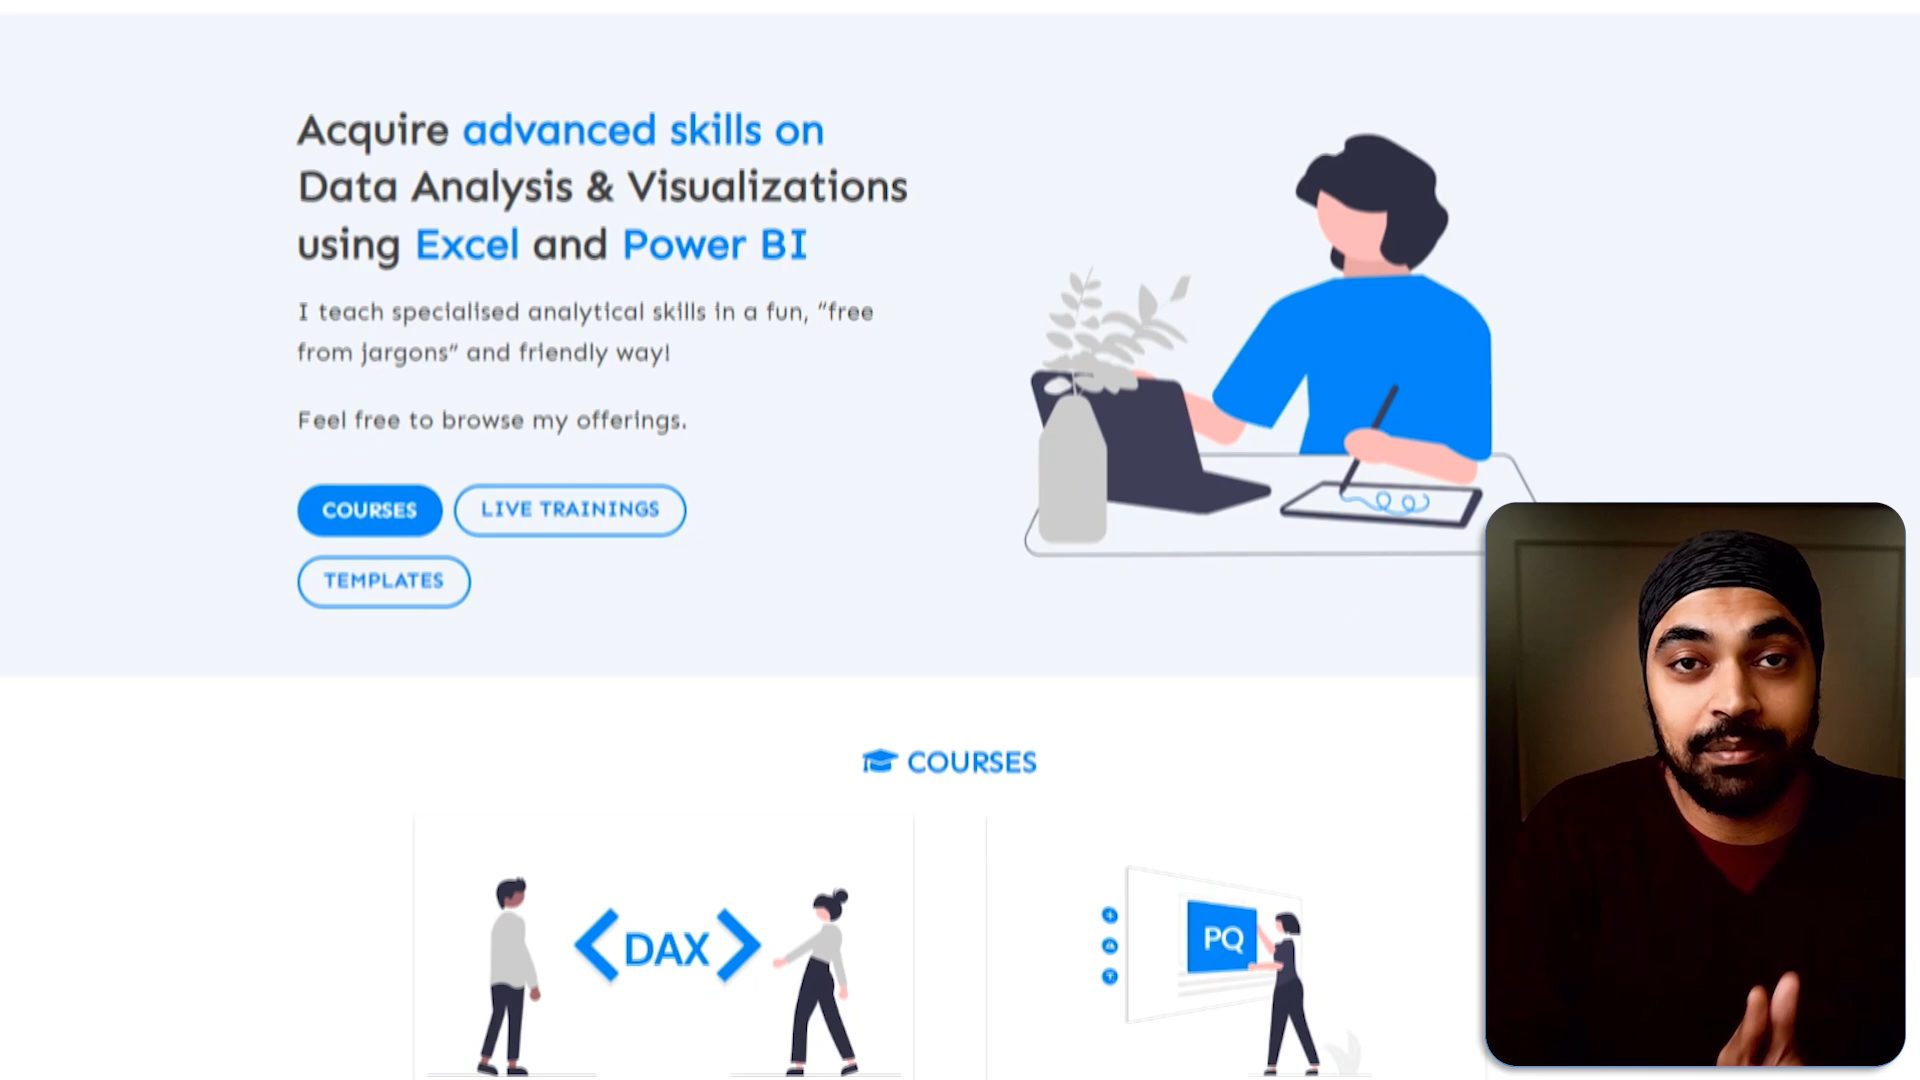 Acquire advanced skills on
Data Analysis & Visualizations
using Excel and Power BI
I teach specialised analytical skills in a fun, “free
from jargons” and friendly way!
Feel free to browse my offerings.
COURSES
LIVE TRAININGS
TEMPLATES
COURSES
DAX
PQ